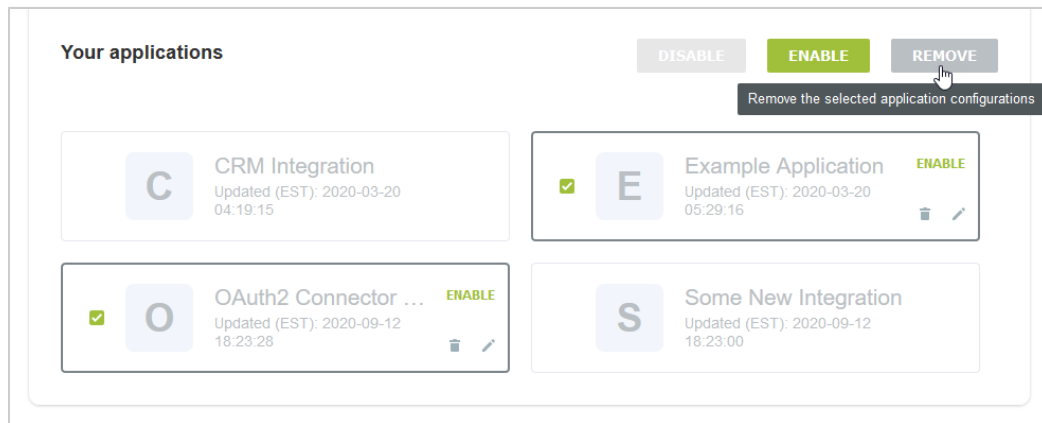 Your applications
DISABLE ENABLE REMOVE
Remove the selected application configurations
C
CRM Integration
Updated (EST): 2020-03-20
04:19:15
E
Example Application
ENABLE
Updated (EST): 2020-03-20
05:29:16
O
OAuth2 Connector ...
ENABLE
Updated (EST): 2020-09-12
18:23:28
S
Some New Integration
Updated (EST): 2020-09-12
18:23:00